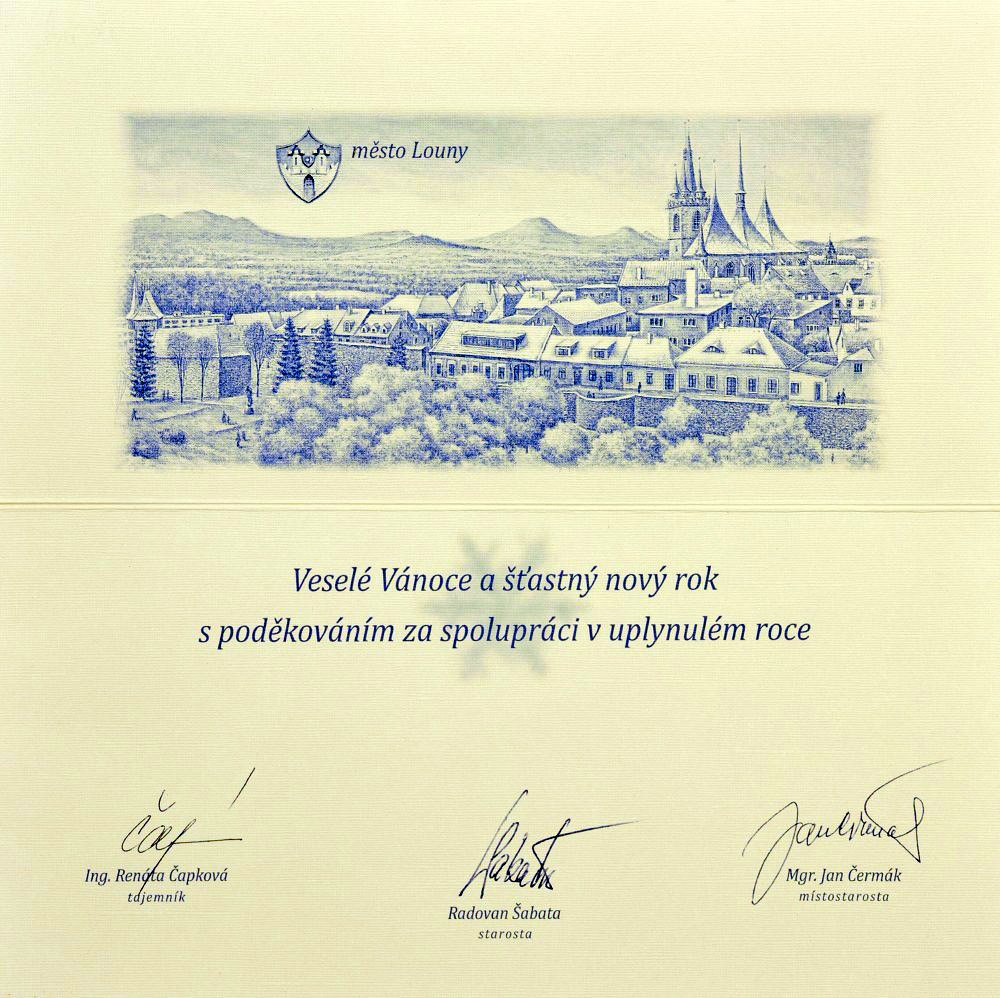 město Louny
Veselé Vánoce a šťastný nový rok
s poděkováním za spolupráci v uplynulém roce
Ing. Renáta Čapková
tajemník
Radovan Šabata
starosta
Mgr. Jan Čermák
místostarosta